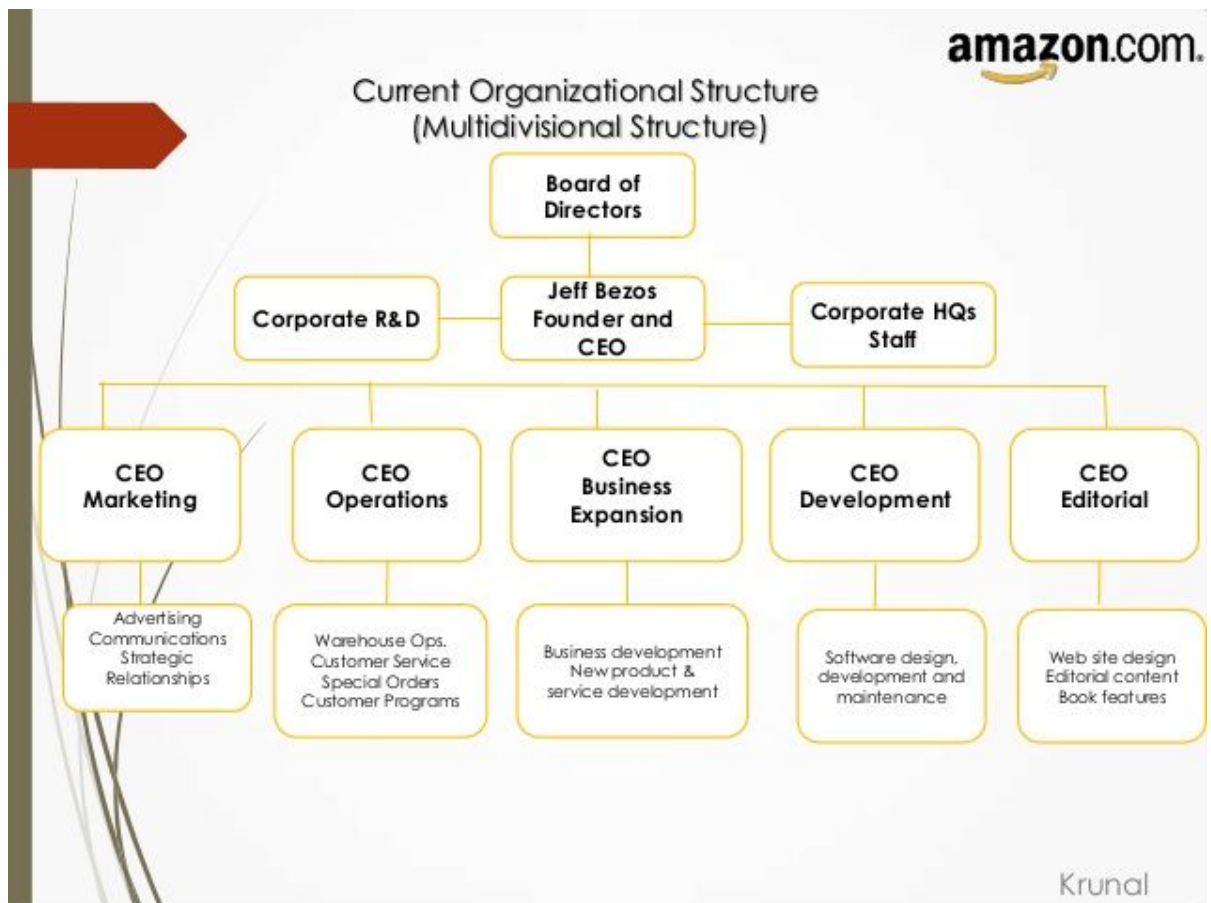 amazon.com.
Current Organizational Structure
(Multidivisional Structure)
Board of
Directors
Corporate R&D
Jeff Bezos
Founder and
CEO
Corporate HQs
Staff
CEO
Marketing
CEO
Operations
CEO
Business
Expansion
CEO
Development
CEO
Editorial
Advertising
Communications
Strategic
Relationships
Warehouse Ops.
Customer Service
Special Orders
Customer Programs
Business development
New product &
service development
Software design,
development and
maintenance
Web site design
Editorial content
Book features
Krunal